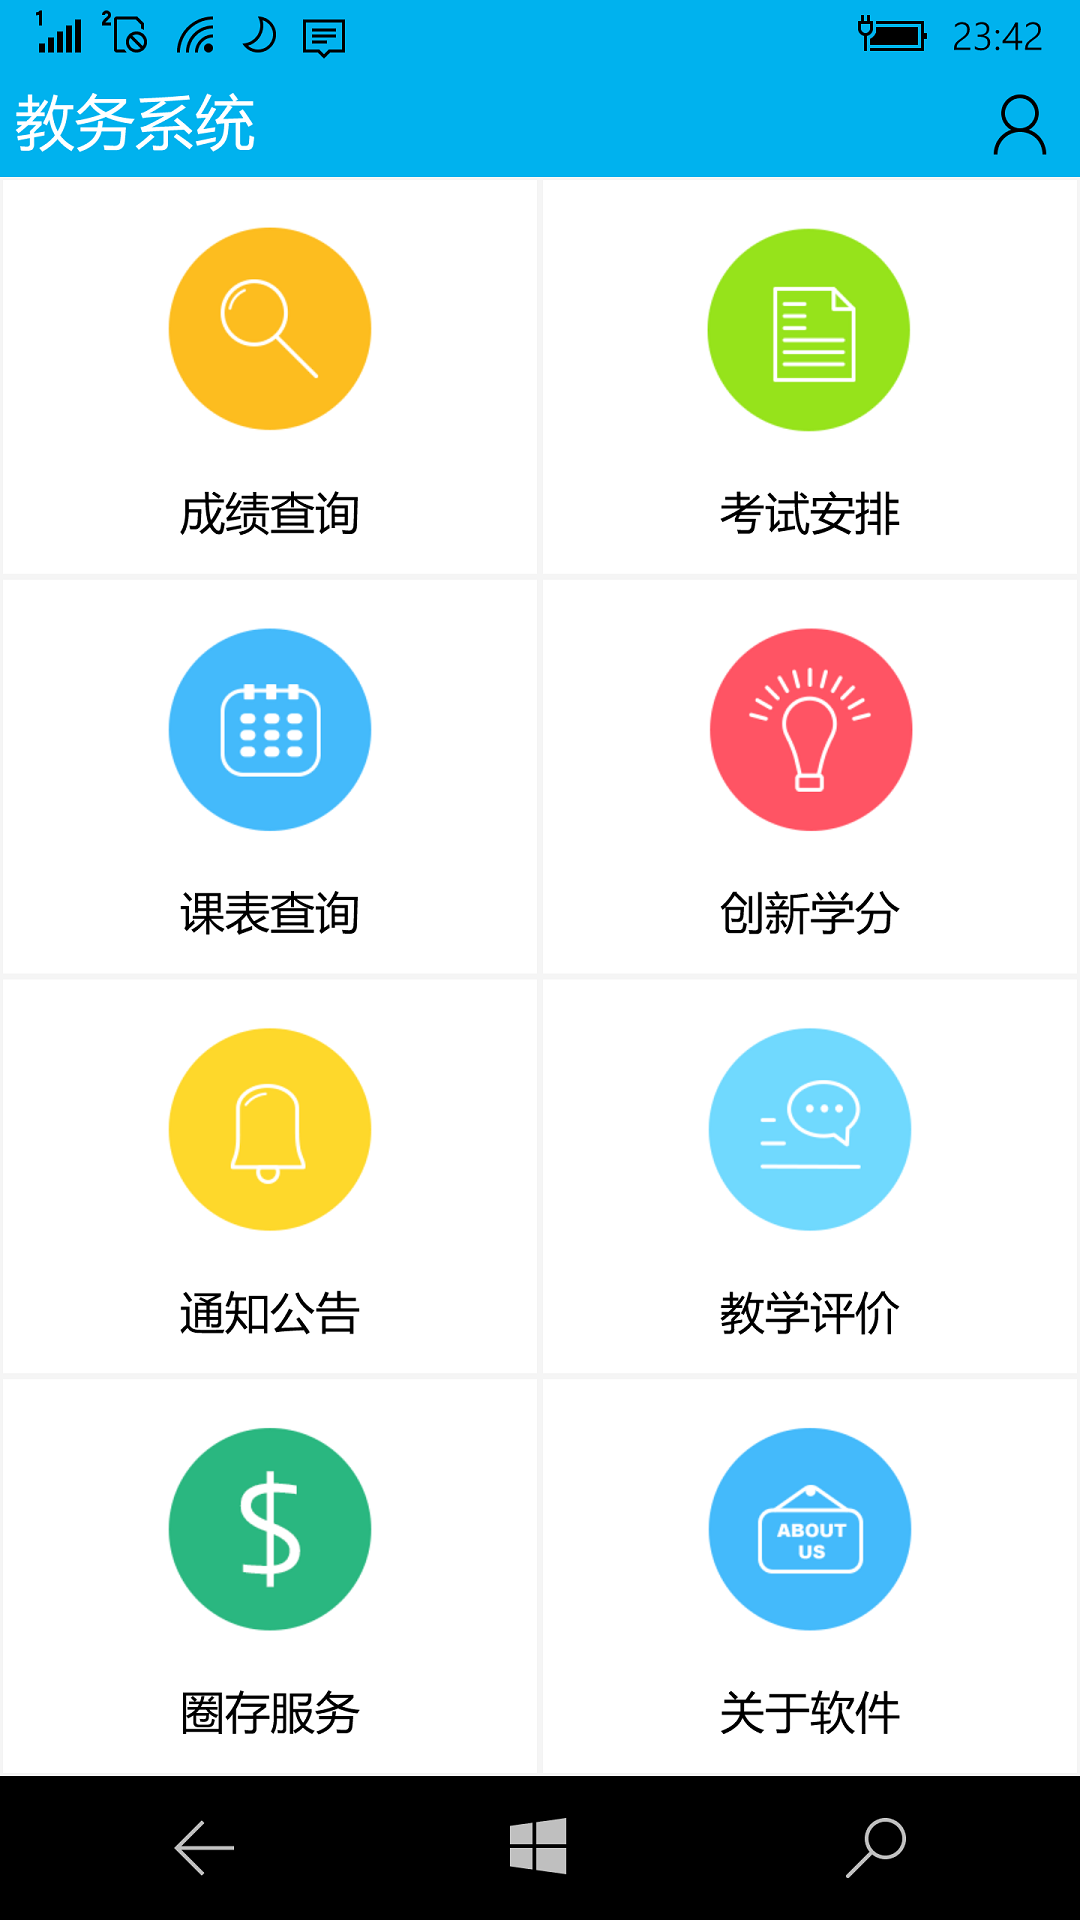 1
2
23:42
教务系统
成绩查询
考试安排
课表查询
创新学分
通知公告
教学评价
$
ABOUT
US
圈存服务
关于软件